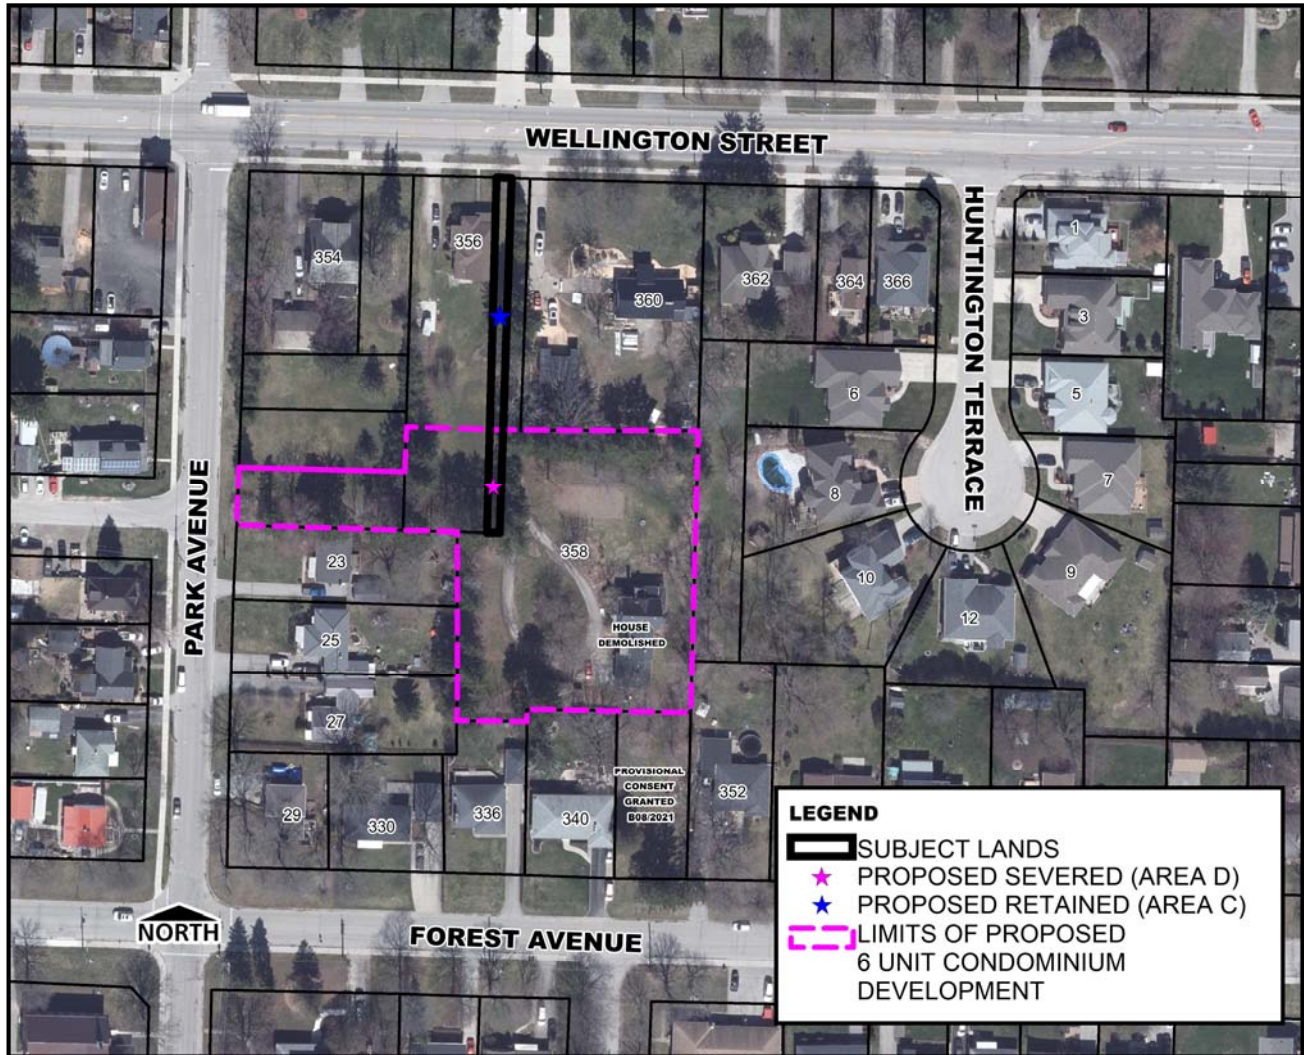 WELLINGTON STREET
HUNTINGTON TERRACE
PARK AVENUE
354
356
360
362
364
366
1
3
5
6
7
8
9
10
12
358
HOUSE
DEMOLISHED
23
25
27
29
330
336
340
PROVISIONAL
CONSENT
GRANTED
B08/2021
352
NORTH
FOREST AVENUE
LEGEND
SUBJECT LANDS
PROPOSED SEVERED (AREA D)
PROPOSED RETAINED (AREA C)
LIMITS OF PROPOSED
6 UNIT CONDOMINIUM
DEVELOPMENT